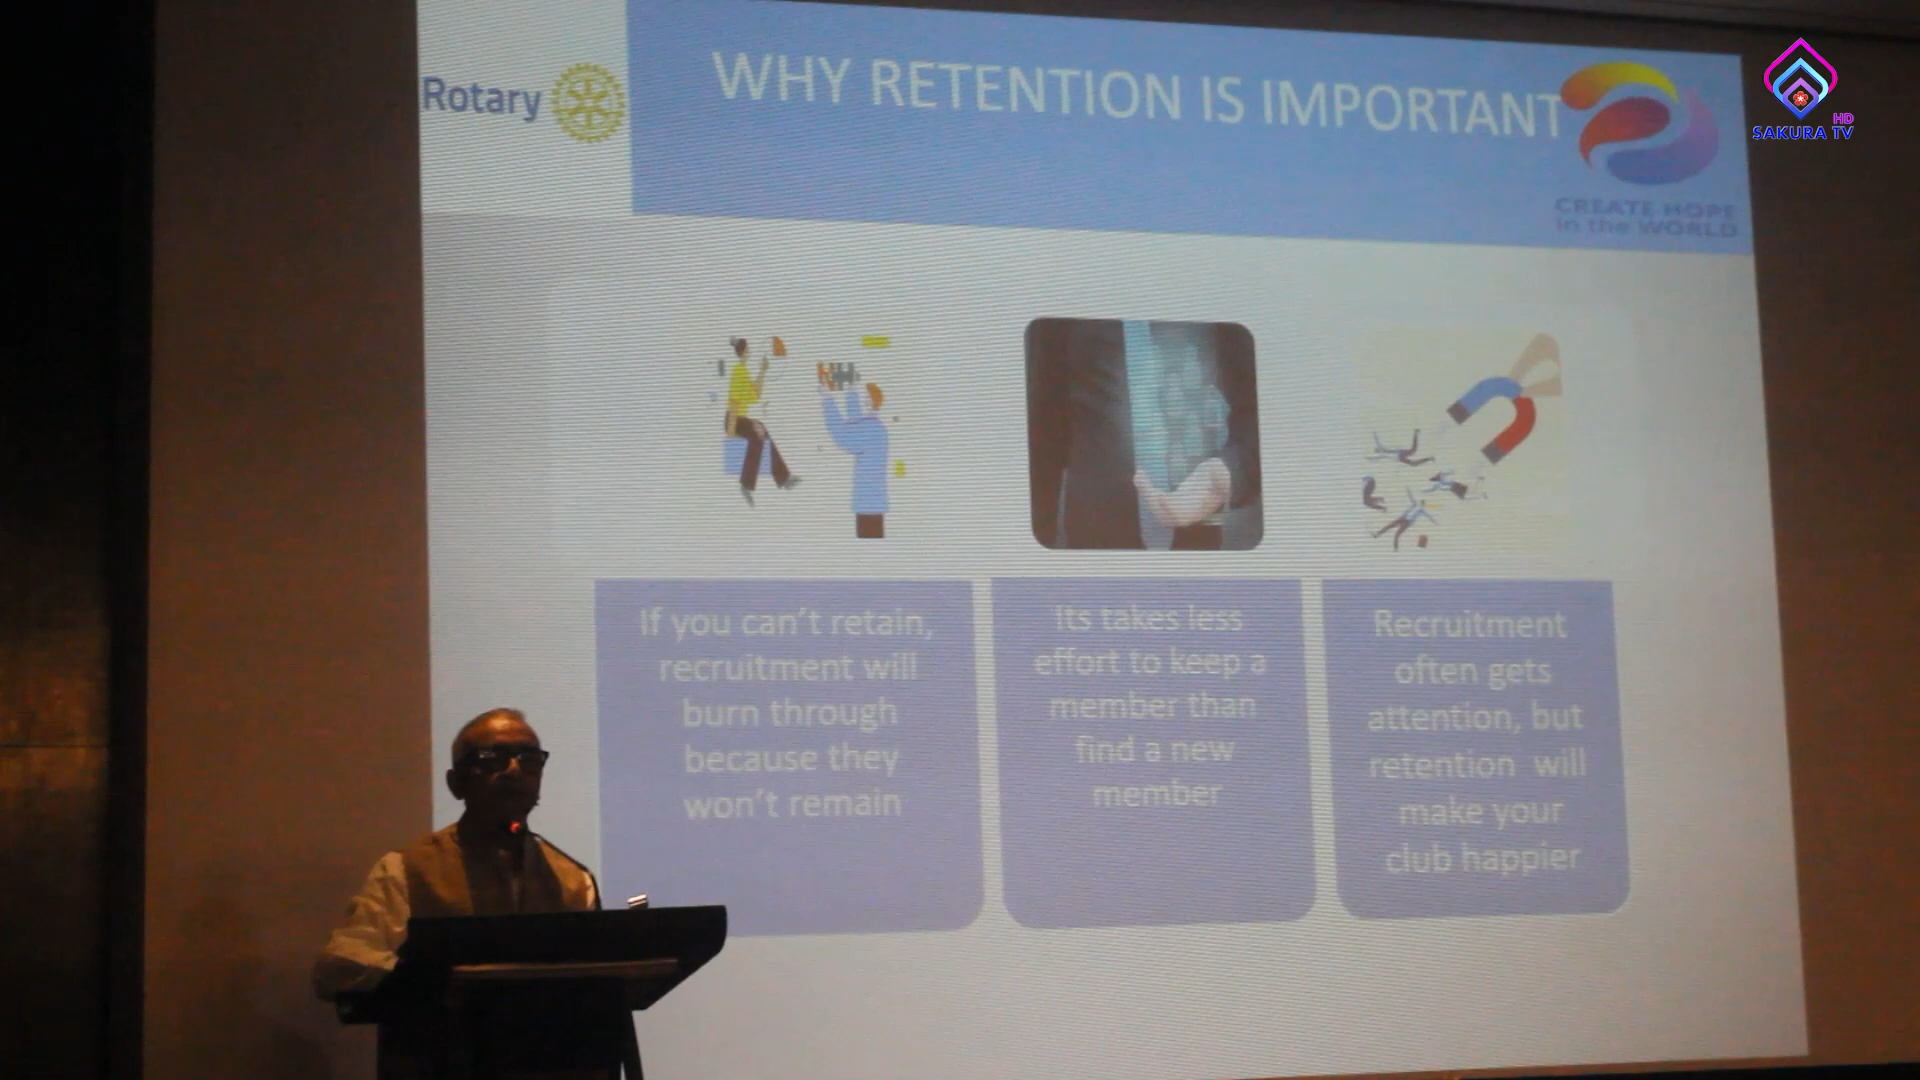 Rotary
WHY RETENTION IS IMPORTANT
CREATE HOPE
in the WORLD
HD
SAKURA TV
If you can't retain,
recruitment will
burn through
because they
won't remain
Its takes less
effort to keep a
member than
find a new
member
Recruitment
often gets
attention, but
retention will
make your
club happier